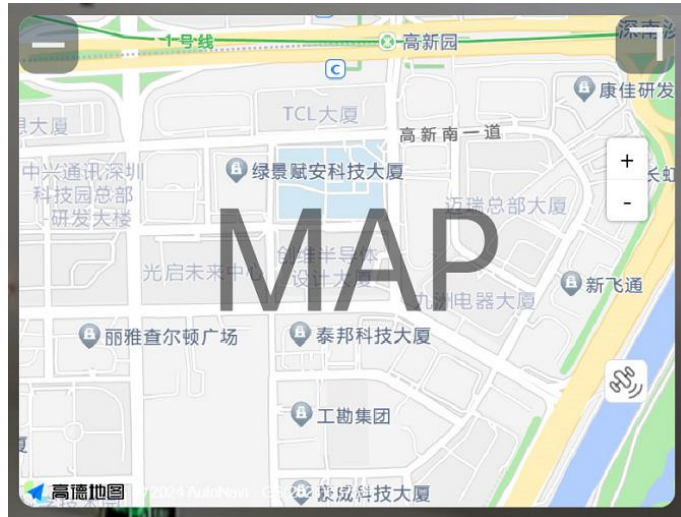 1号线
高新园
C
康佳研发
TCL大厦
高新南一道
中兴通讯深圳
科技园总部
研发大楼
绿景赋安科技大厦
+
-
迈瑞总部大厦
MAP
光启未来中心
创维半导体
设计大厦
九洲电器大厦
新飞通
丽雅查尔顿广场
泰邦科技大厦
工勘集团
高德地图
2024 AutoNavi
科技大厦